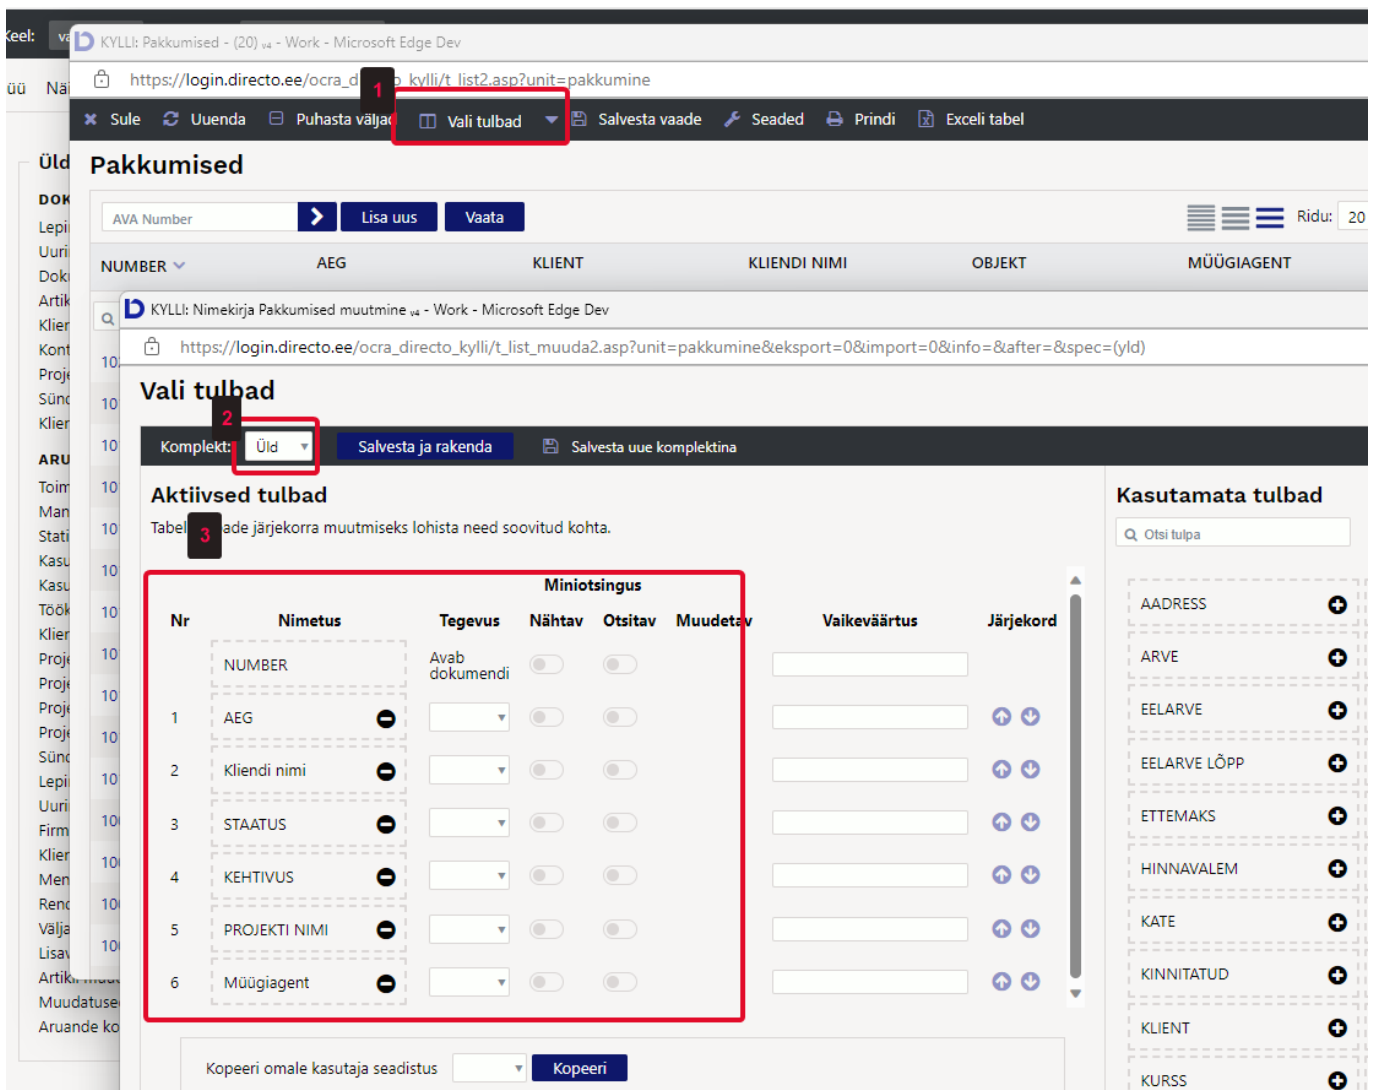 Keel:
KYLLI: Pakkumised - (20) v4 - Work - Microsoft Edge Dev
üü
https://login.directo.ee/ocra_d kylli/t_list2.asp?unit=pakkumine
1
Sule Uuenda Puhasta väljad Vali tulbad Salvesta vaade Seaded Prindi Exceli tabel
Üld
Pakkumised
AVA Number Lisa uus Vaata Ridu: 20
NUMBER AEG KLIENT KLIENDI NIMI OBJEKT MÜÜGIAGENT
KYLLI: Nimekirja Pakkumised muutmine v4 - Work - Microsoft Edge Dev
https://login.directo.ee/ocra_directo_kylli/t_list_muuda2.asp?unit=pakkumine&eksport=0&import=0&info=&after=&spec=(yld)
Vali tulbad
2
Komplekt: Üld Salvesta ja rakenda Salvesta uue komplektina
Aktiivsed tulbad
Kasutamata tulbad
Tabel ade järjekorra muutmiseks lohista need soovitud kohta.
3
Otsi tulpa
Miniotsingus
Nr Nimetus Tegevus Nähtav Otsitav Muudetav Vaikeväärtus Järjekord
NUMBER Avab dokumendi
1 AEG
2 Kliendi nimi
3 STAATUS
4 KEHTIVUS
5 PROJEKTI NIMI
6 Müügiagent
AADRESS
ARVE
EELARVE
EELARVE LÕPP
ETTEMAKS
HINNAVALEM
KATE
KINNITATUD
KLIENT
KURSS
Aruande ko
Kopeeri omale kasutaja seadistus Kopeeri